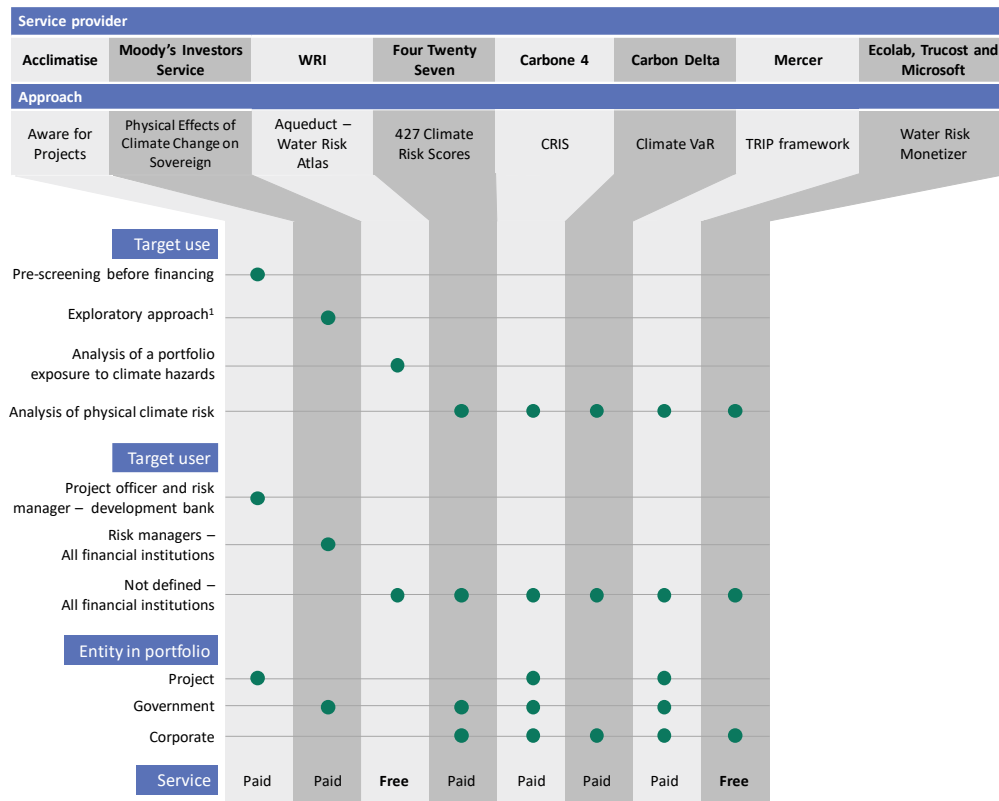 Service provider
Acclimatise
Moody's Investors
Service
WRI
Four Twenty
Seven
Carbone 4
Carbon Delta
Mercer
Ecolab, Trucost and
Microsoft
Approach
Aware for
Projects
Physical Effects of
Climate Change on
Sovereign
Aqueduct –
Water Risk
Atlas
427 Climate
Risk Scores
CRIS
Climate VaR
TRIP framework
Water Risk
Monetizer
Target use
Pre-screening before financing
Exploratory approach¹
Analysis of a portfolio
exposure to climate hazards
Analysis of physical climate risk
Target user
Project officer and risk
manager – development bank
Risk managers –
All financial institutions
Not defined –
All financial institutions
Entity in portfolio
Project
Government
Corporate
Service
Paid
Paid
Free
Paid
Paid
Paid
Paid
Free